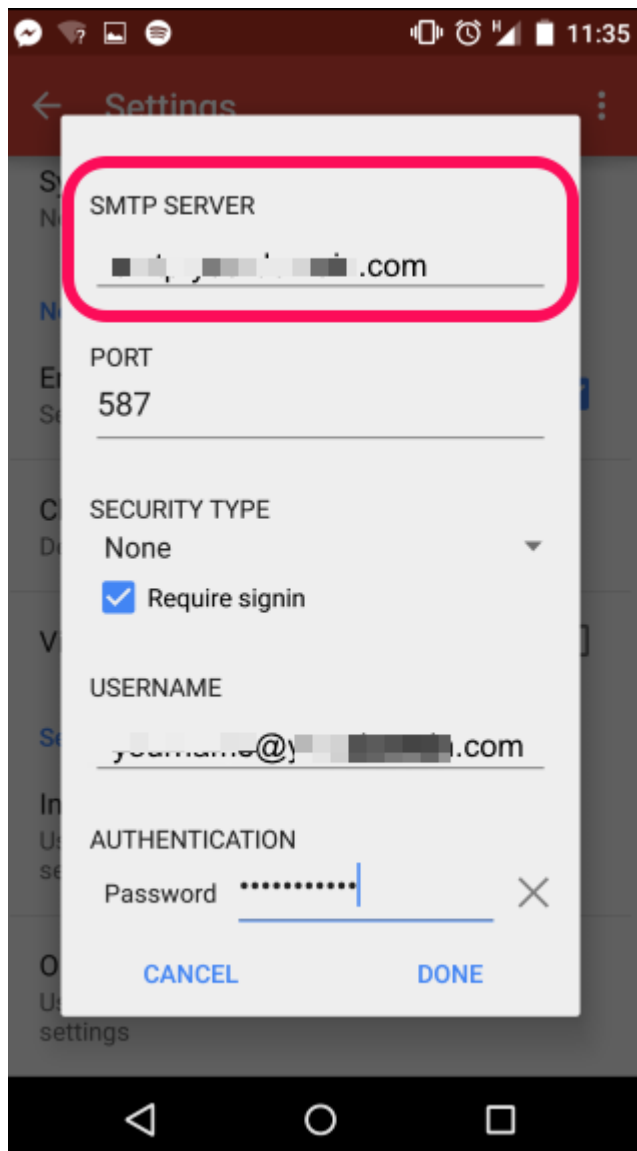 11:35
Settings
SMTP SERVER
.com
PORT
587
SECURITY TYPE
None
Require signin
USERNAME
@ .com
AUTHENTICATION
Password •••••••••••
CANCEL DONE
settings